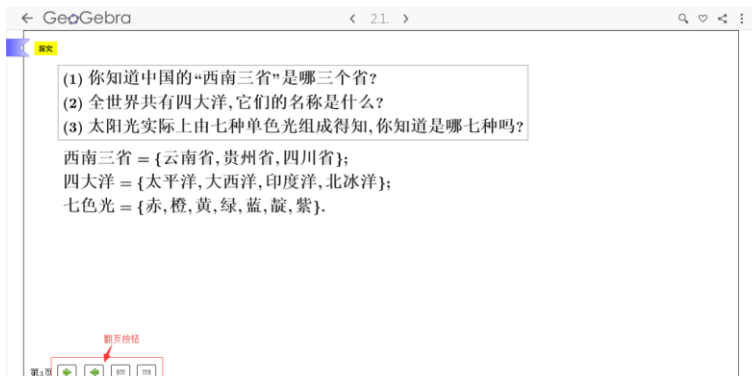 GeoGebra
2.1.
探究
(1) 你知道中国的“西南三省”是哪三个省?
(2) 全世界共有四大洋,它们的名称是什么?
(3) 太阳光实际上由七种单色光组成得知,你知道是哪七种吗?
西南三省 = {云南省,贵州省,四川省};
四大洋 = {太平洋,大西洋,印度洋,北冰洋};
七色光 = {赤,橙,黄,绿,蓝,靛,紫}.
翻页按钮
第1页